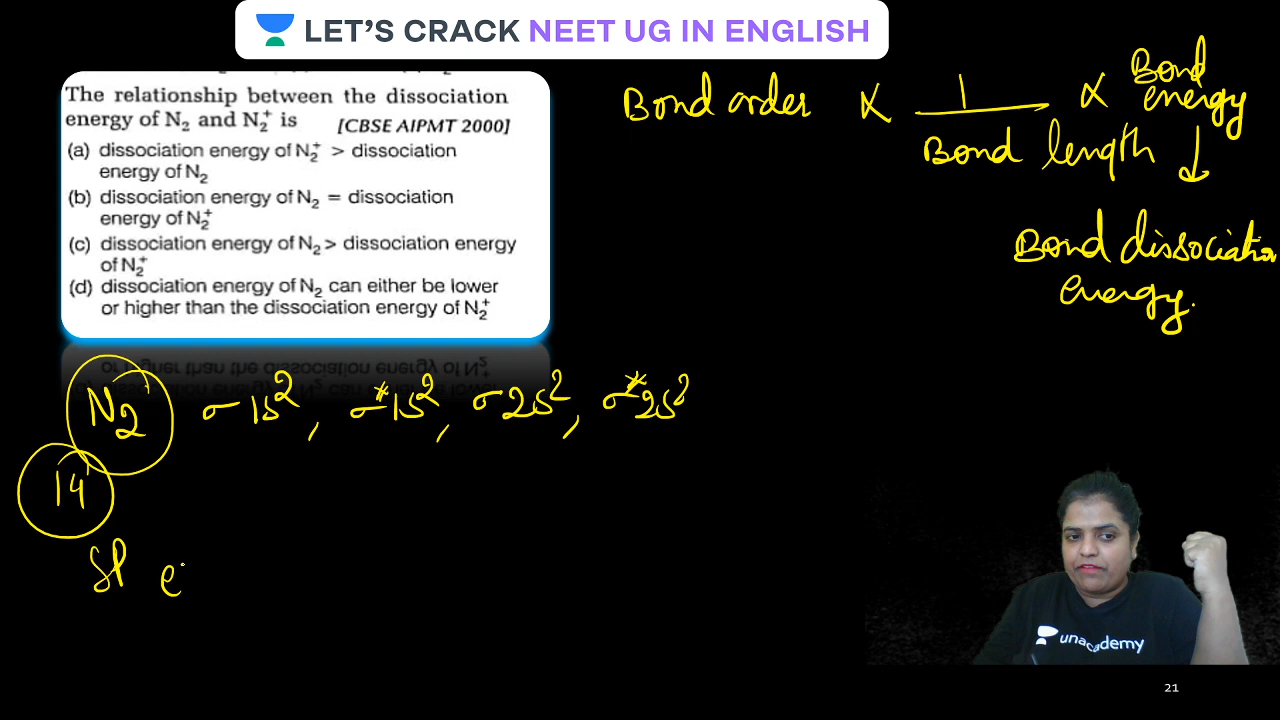 LET'S CRACK NEET UG IN ENGLISH
The relationship between the dissociation
energy of N₂ and N₂⁺ is [CBSE AIPMT 2000]
(a) dissociation energy of N₂⁺ > dissociation
energy of N₂
(b) dissociation energy of N₂ = dissociation
energy of N₂⁺
(c) dissociation energy of N₂ > dissociation energy
of N₂⁺
(d) dissociation energy of N₂ can either be lower
or higher than the dissociation energy of N₂⁺
Bond order ∝ 1 / Bond length ∝ Bond energy
↓
Bond dissociation
energy.
N₂ σ1s², σ*1s², σ2s², σ*2s²
14
unacademy
21